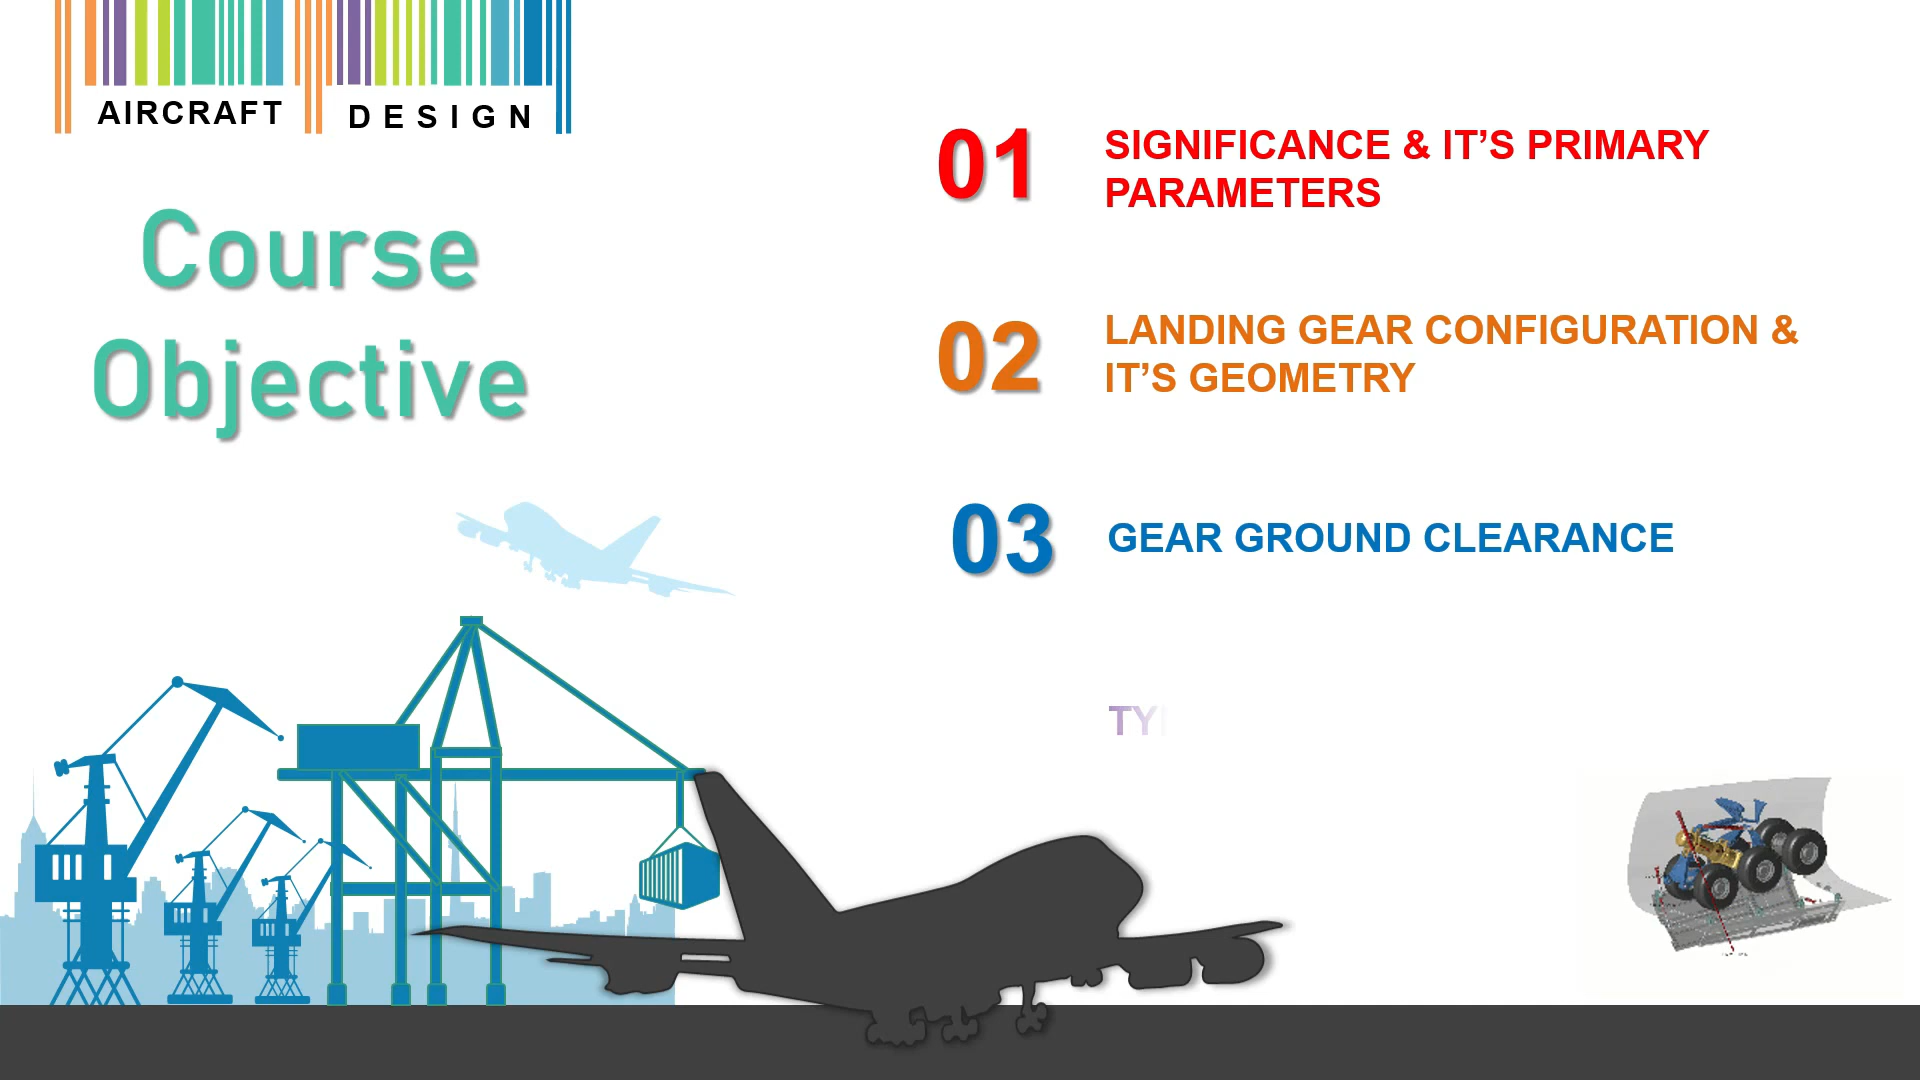 AIRCRAFT DESIGN
Course
Objective
01
SIGNIFICANCE & IT’S PRIMARY
PARAMETERS
02
LANDING GEAR CONFIGURATION &
IT’S GEOMETRY
03
GEAR GROUND CLEARANCE
TY